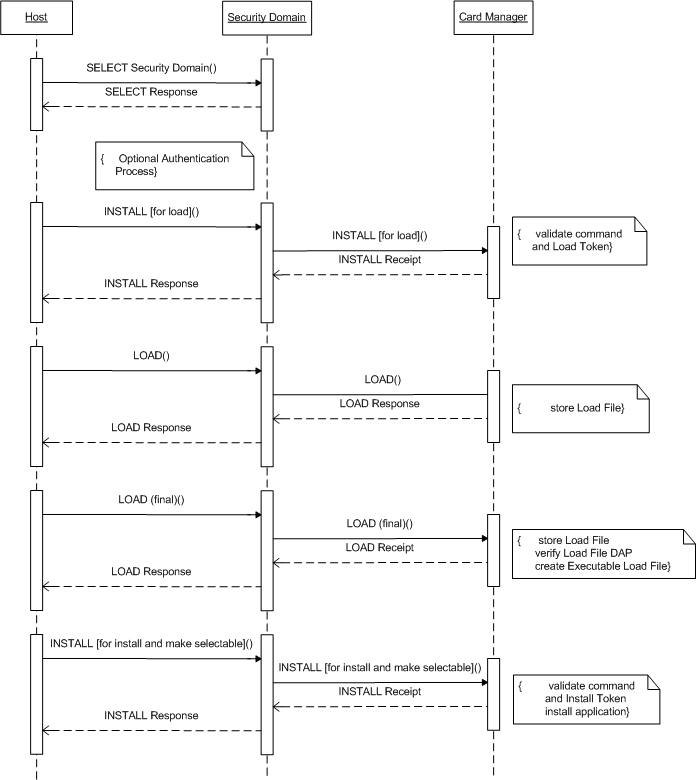 Host
Security Domain
Card Manager
SELECT Security Domain()
SELECT Response
{ Optional Authentication
Process}
INSTALL [for load]()
INSTALL [for load]()
INSTALL Receipt
INSTALL Response
{ validate command
and Load Token}
LOAD()
LOAD()
LOAD Response
LOAD Response
{ store Load File}
LOAD (final)()
LOAD (final)()
LOAD Receipt
LOAD Response
{ store Load File
verify Load File DAP
create Executable Load File}
INSTALL [for install and make selectable]()
INSTALL [for install and make selectable]()
INSTALL Receipt
INSTALL Response
{ validate command
and Install Token
install application}